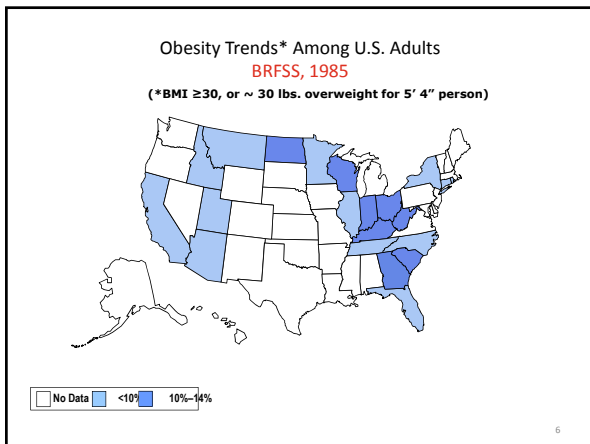 Obesity Trends* Among U.S. Adults
BRFSS, 1985
(*BMI ≥30, or ~ 30 lbs. overweight for 5’ 4” person)
No Data <10% 10%–14%
6